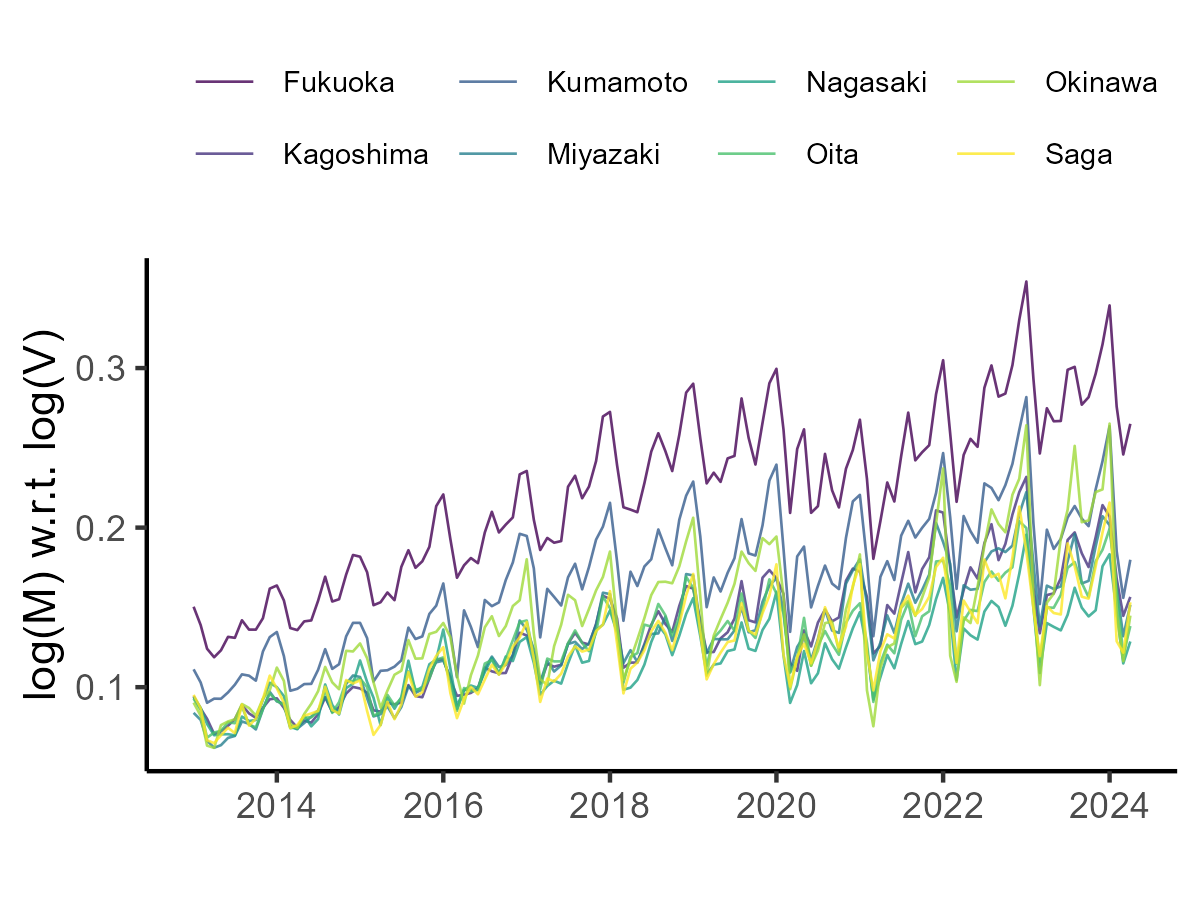 Fukuoka Kumamoto Nagasaki Okinawa
Kagoshima Miyazaki Oita Saga
log(M) w.r.t. log(V)
0.3
0.2
0.1
2014 2016 2018 2020 2022 2024